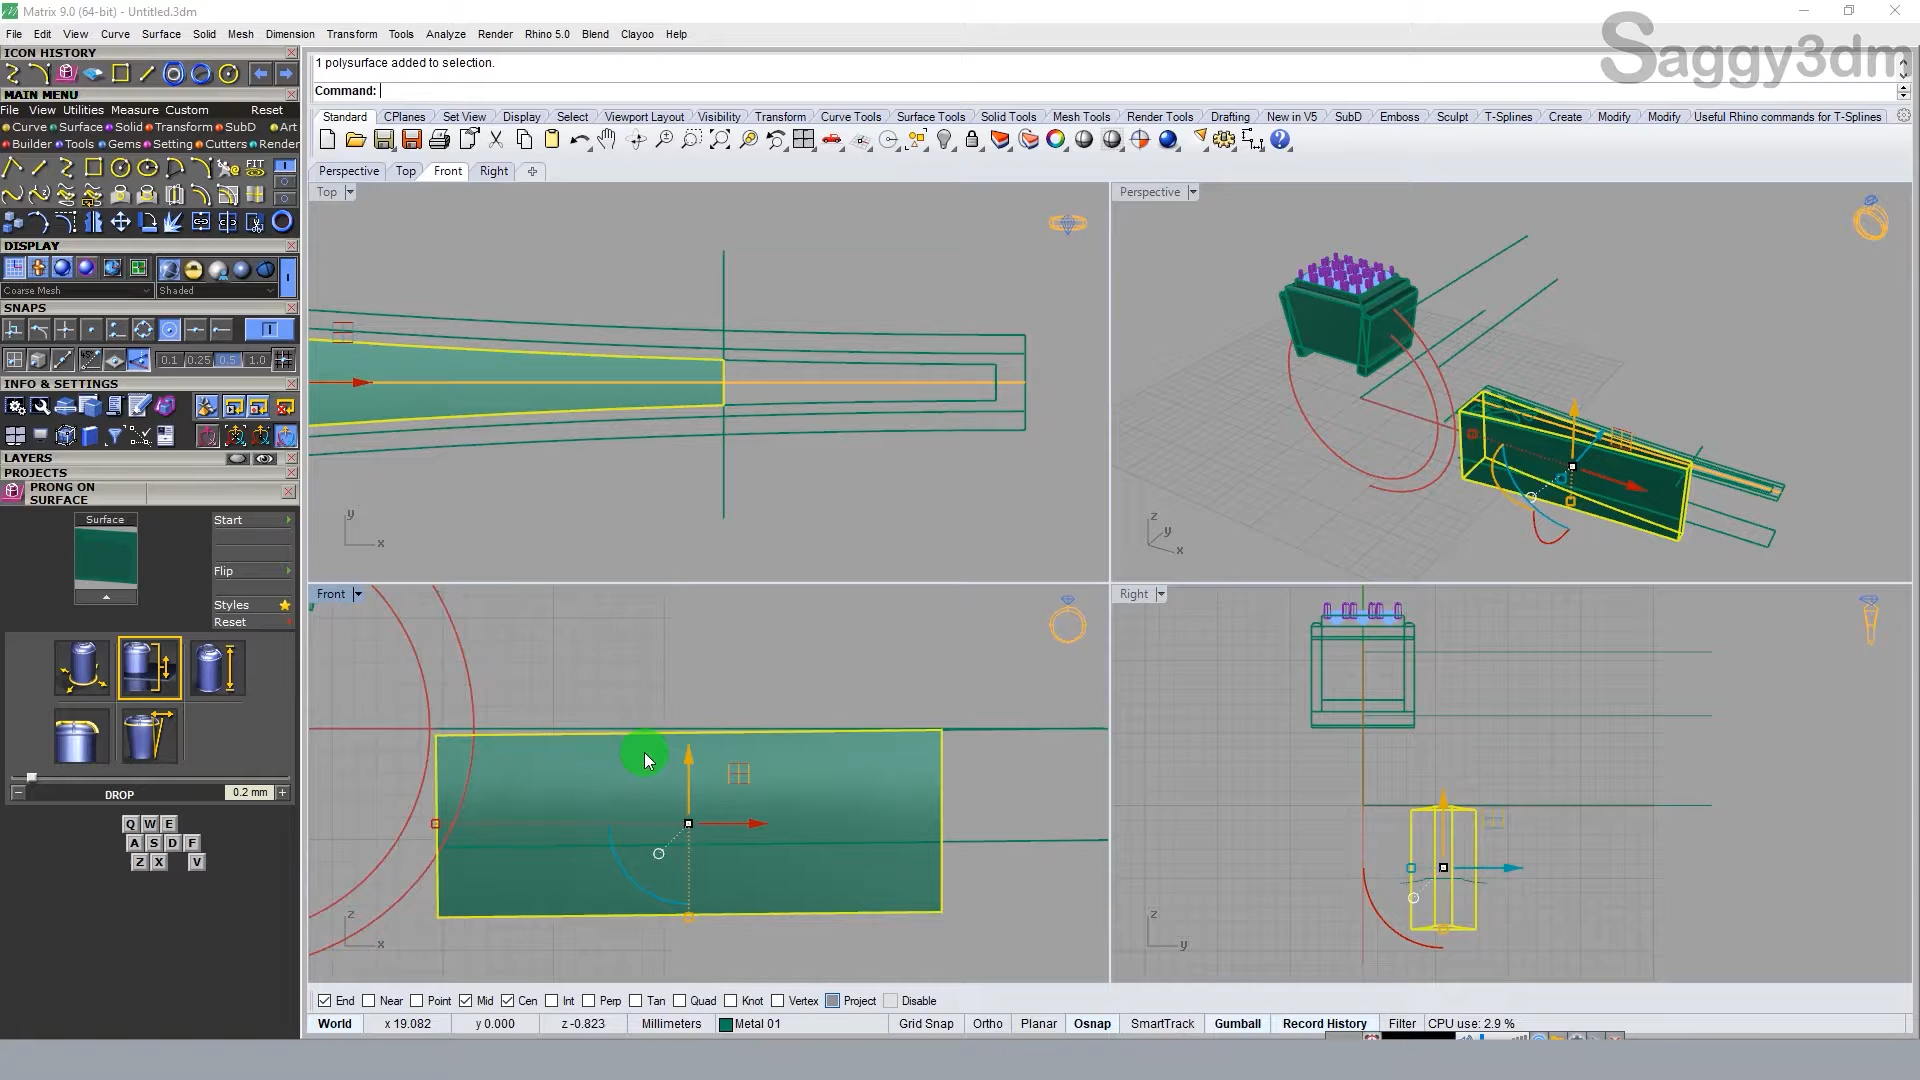 Matrix 9.0 (64-bit) - Untitled.3dm
File Edit View Curve Surface Solid Mesh Dimension Transform Tools Analyze Render Rhino 5.0 Blend Clayoo Help
Saggy3dm
ICON HISTORY
1 polysurface added to selection.
Command:
MAIN MENU
File View Utilities Measure Custom Reset
Curve Surface Solid Transform SubD Art
Builder Tools Gems Setting Cutters Render
Standard CPlanes Set View Display Select Viewport Layout Visibility Transform Curve Tools Surface Tools Solid Tools Mesh Tools Render Tools Drafting New in V5 SubD Emboss Sculpt T-Splines Create Modify Modify Useful Rhino commands for T-Splines
FIT
Perspective Top Front Right
Top
Perspective
DISPLAY
Coarse Mesh Shaded
SNAPS
0.1 0.25 0.5 1.0
INFO & SETTINGS
LAYERS
PROJECTS
PRONG ON
SURFACE
Surface
Start
Flip
Styles
Reset
DROP
0.2 mm
Q W E
A S D F
Z X V
y
x
z
y
x
Front
Right
z
x
z
y
End Near Point Mid Cen Int Perp Tan Quad Knot Vertex Project Disable
World x 19.082 y 0.000 z -0.823 Millimeters Metal 01 Grid Snap Ortho Planar Osnap SmartTrack Gumball Record History Filter CPU use: 2.9 %